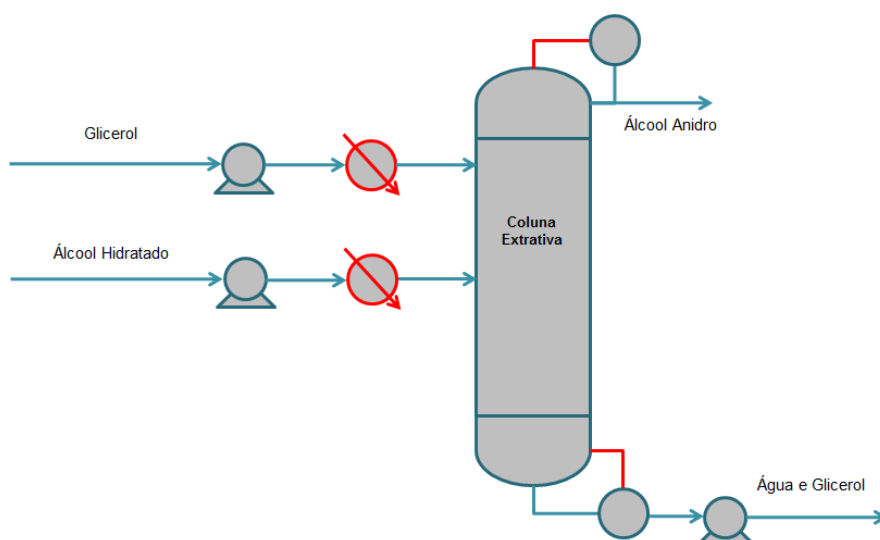 Glicerol
Álcool Anidro
Coluna
Extrativa
Álcool Hidratado
Água e Glicerol